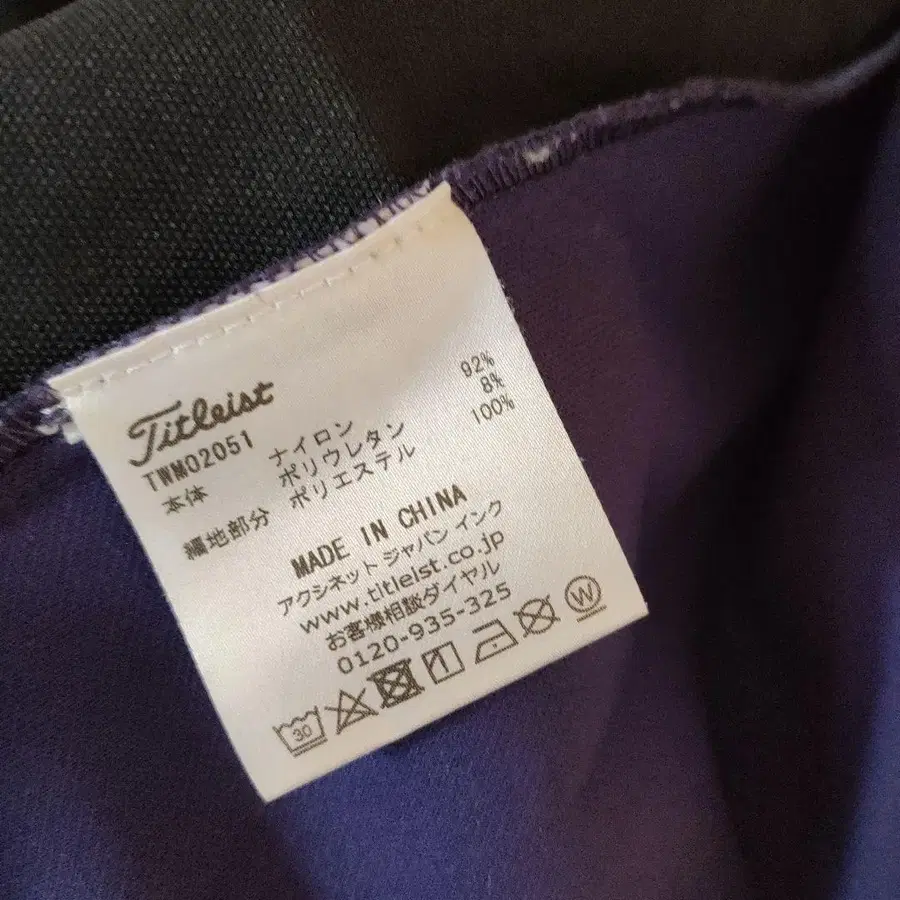 Titleist
TWM02051
本体 ナイロン 92%
ポリウレタン 8%
編地部分 ポリエステル 100%
MADE IN CHINA
アクシネット ジャパン インク
www.titleist.co.jp
お客様相談ダイヤル
0120-935-325
30
W